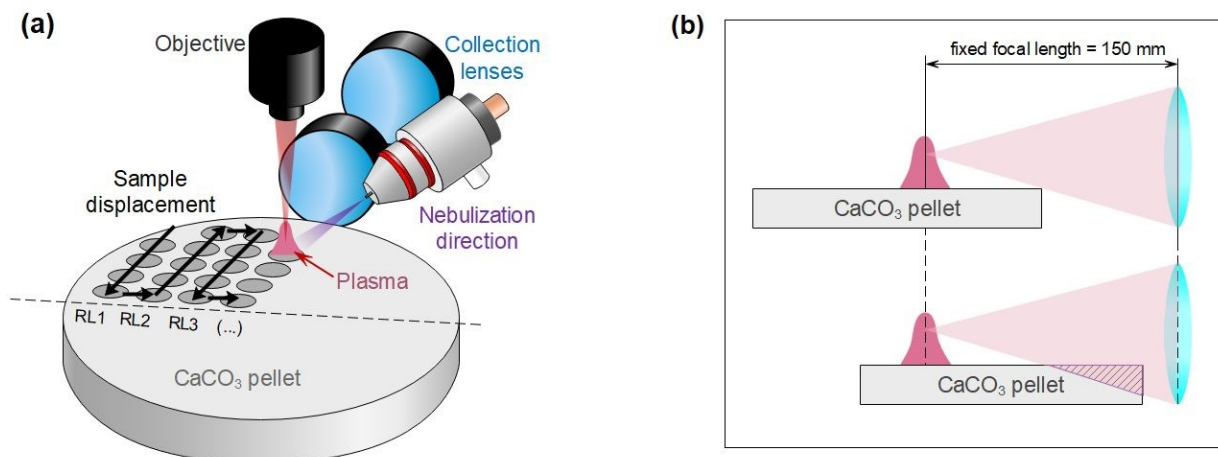 (a)
Objective
Collection
lenses
Sample
displacement
Nebulization
direction
Plasma
RL1 RL2 RL3 (...)
CaCO₃ pellet
(b)
fixed focal length = 150 mm
CaCO₃ pellet
CaCO₃ pellet